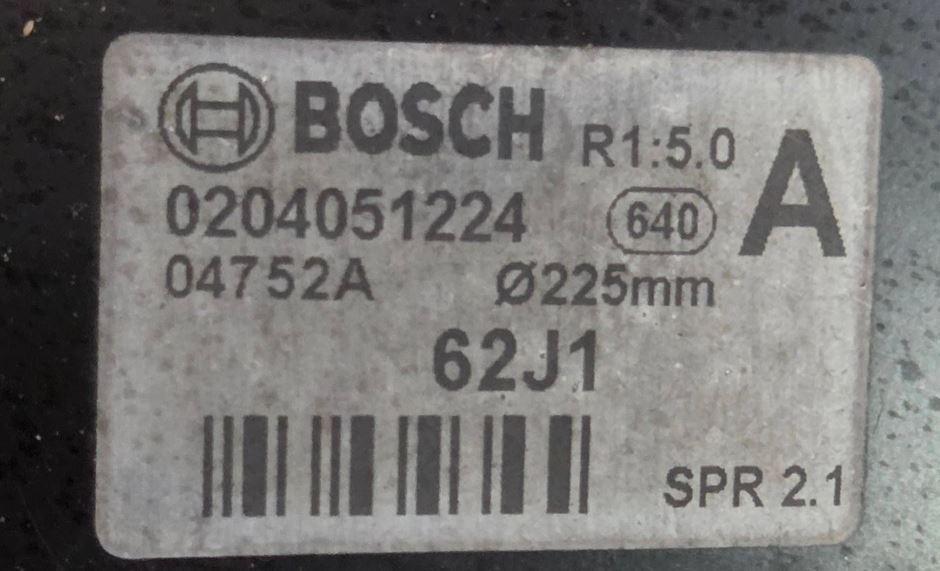 BOSCH R1:5.0 A
0204051224 640
04752A Ø225mm
62J1
SPR 2.1